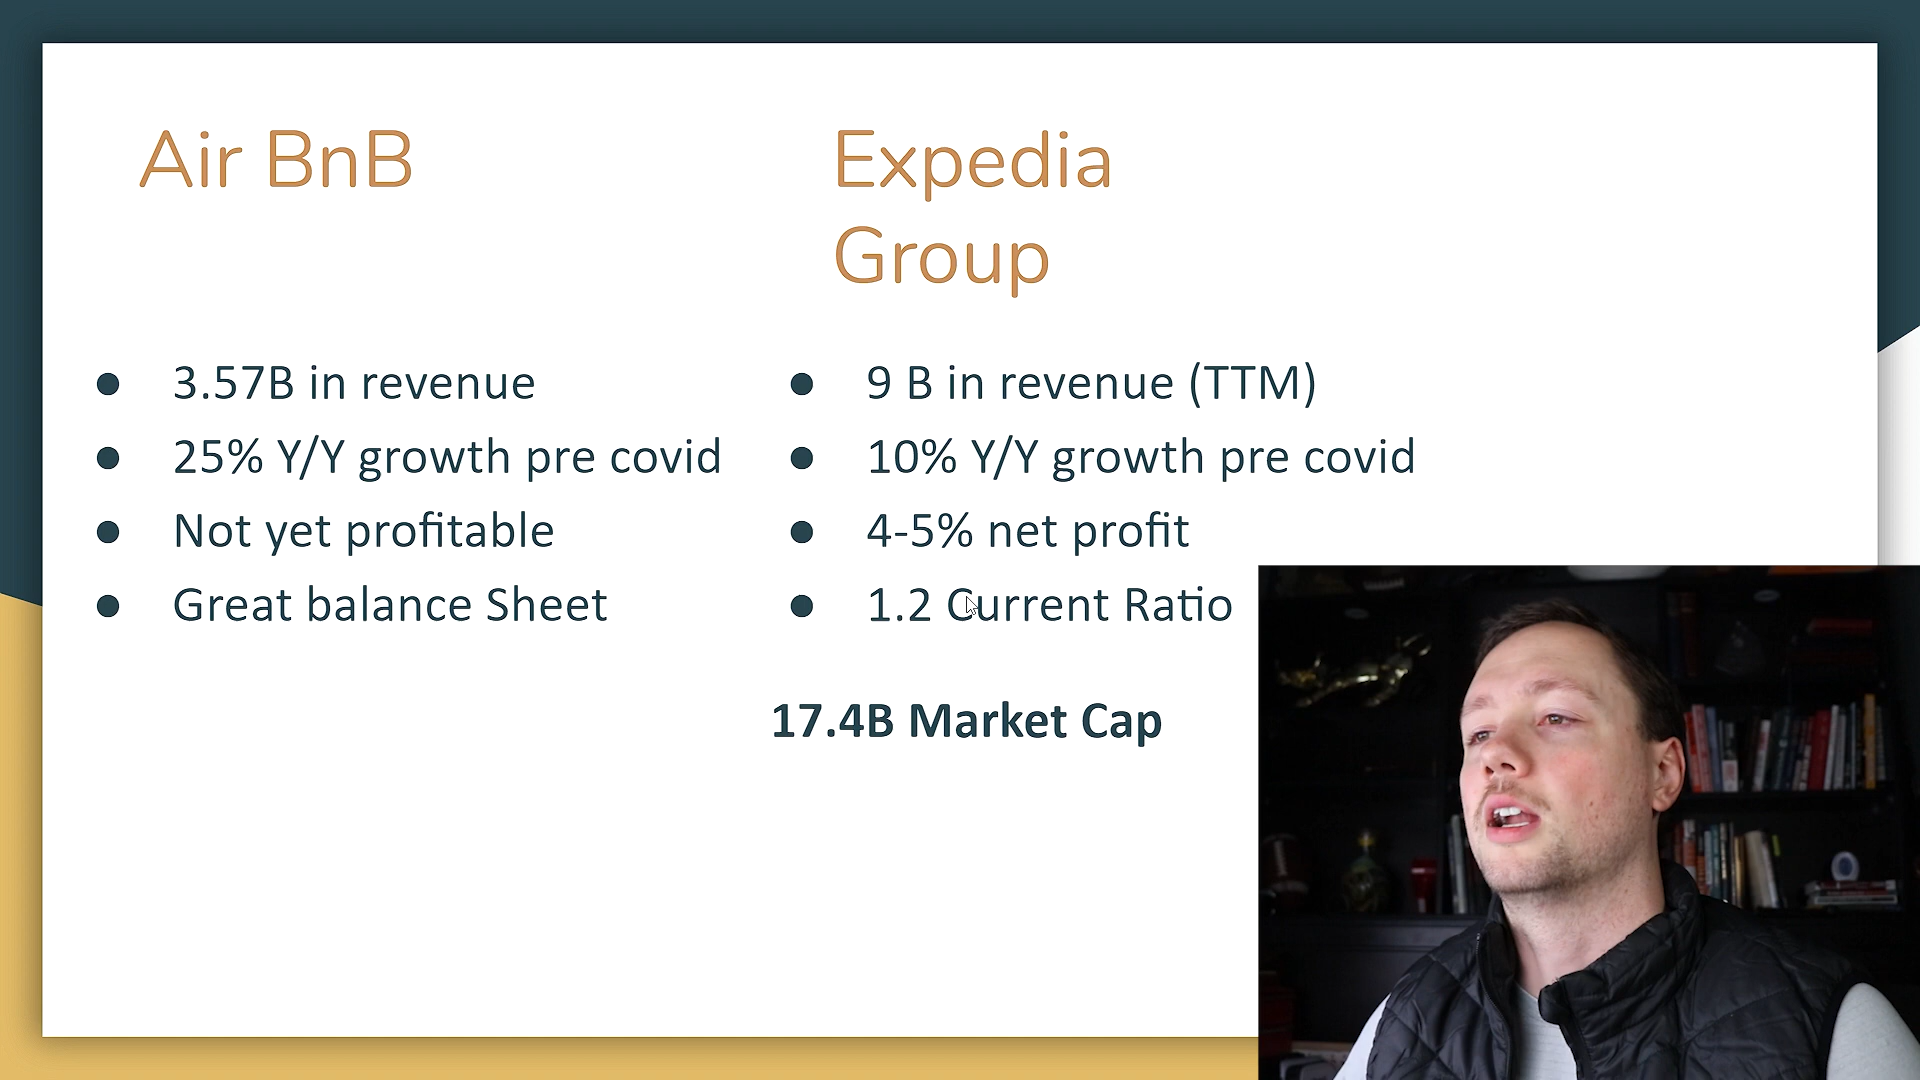 Air BnB
3.57B in revenue
25% Y/Y growth pre covid
Not yet profitable
Great balance Sheet
Expedia
Group
9 B in revenue (TTM)
10% Y/Y growth pre covid
4-5% net profit
1.2 Current Ratio
17.4B Market Cap